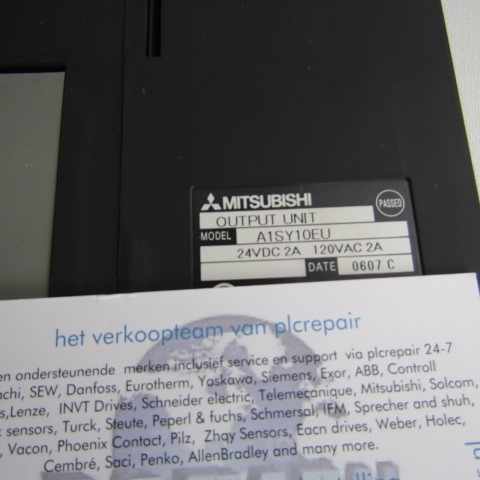 MITSUBISHI
PASSED
OUTPUT UNIT
MODEL A1SY10EU
24VDC 2A 120VAC 2A
DATE 0607 C
het verkoopteam van plcrepair
en ondersteunende merken inclusief service en support via plcrepair 24-7
achi, SEW, Danfoss, Eurotherm, Yaskawa, Siemens, Exor, ABB, Controll
s,Lenze, INVT Drives, Schneider electric, Telemecanique, Mitsubishi, Solcom,
sensors, Turck, Steute, Peperl & fuchs, Schmersal, IFM, Sprecher and shuh,
, Vacon, Phoenix Contact, Pilz, Zhqy Sensors, Eacn drives, Weber, Holec,
Cembré, Saci, Penko, AllenBradley and many more.